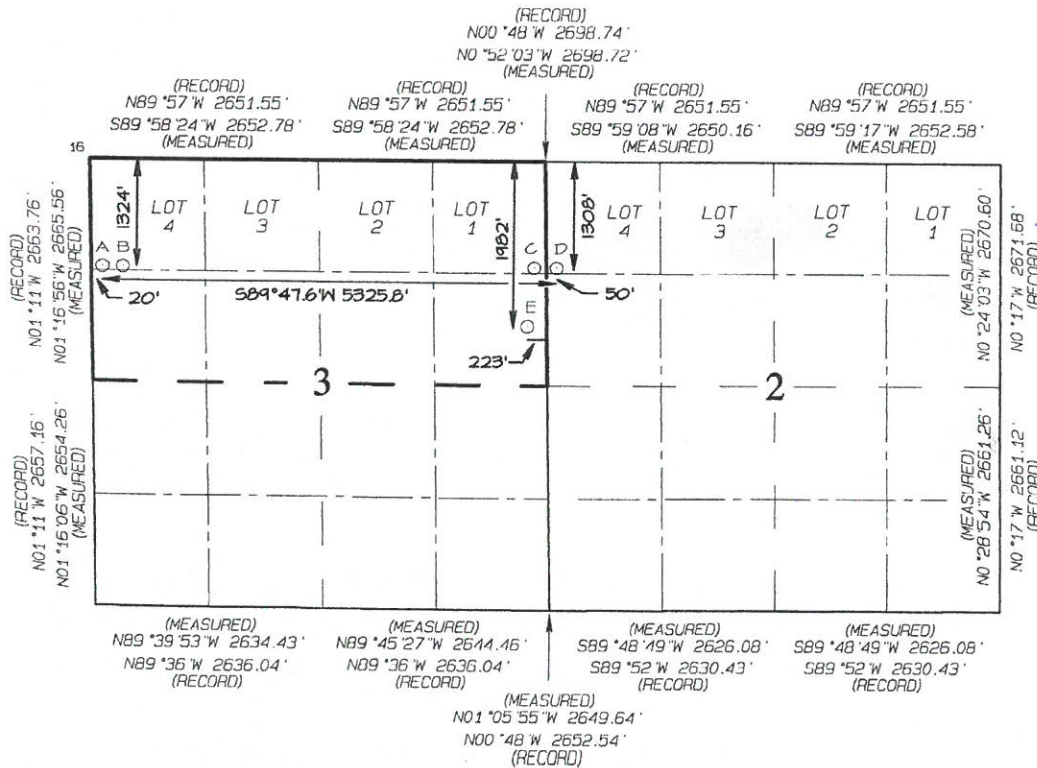 (RECORD)
N00 °48 'W 2698.74 '
N0 °52 '03 "W 2698.72 '
(MEASURED)
(RECORD)
N89 °57 'W 2651.55 '
S89 °58 '24 "W 2652.78 '
(MEASURED)
(RECORD)
N89 °57 'W 2651.55 '
S89 °58 '24 "W 2652.78 '
(MEASURED)
(RECORD)
N89 °57 'W 2651.55 '
S89 °59 '08 "W 2650.16 '
(MEASURED)
(RECORD)
N89 °57 'W 2651.55 '
S89 °59 '17 "W 2652.58 '
(MEASURED)
16
(RECORD)
N01 °11 "W 2663.76 '
N01 °16 '56 "W 2665.56 '
(MEASURED)
1324'
LOT
4
LOT
3
LOT
2
LOT
1
1982'
1308'
LOT
4
LOT
3
LOT
2
LOT
1
(MEASURED)
N0 °24 '03 "W 2670.60 '
N0 °17 "W 2671.68 '
(RECORD)
A B
C D
20'
S89°47.6'W 5325.8'
50'
E
223'
3
2
(RECORD)
N01 °11 "W 2657.16 '
N01 °16 '06 "W 2654.26 '
(MEASURED)
(MEASURED)
N0 °28 '54 "W 2661.26 '
N0 °17 'W 2661.12 '
(RECORD)
(MEASURED)
N89 °39 '53 "W 2634.43 '
N89 °36 'W 2636.04 '
(RECORD)
(MEASURED)
N89 °45 '27 "W 2644.46 '
N89 °36 'W 2636.04 '
(RECORD)
(MEASURED)
S89 °48 '49 "W 2626.08 '
S89 °52 'W 2630.43 '
(RECORD)
(MEASURED)
S89 °48 '49 "W 2626.08 '
S89 °52 'W 2630.43 '
(RECORD)
(MEASURED)
N01 °05 '55 "W 2649.64 '
N00 °48 'W 2652.54 '
(RECORD)